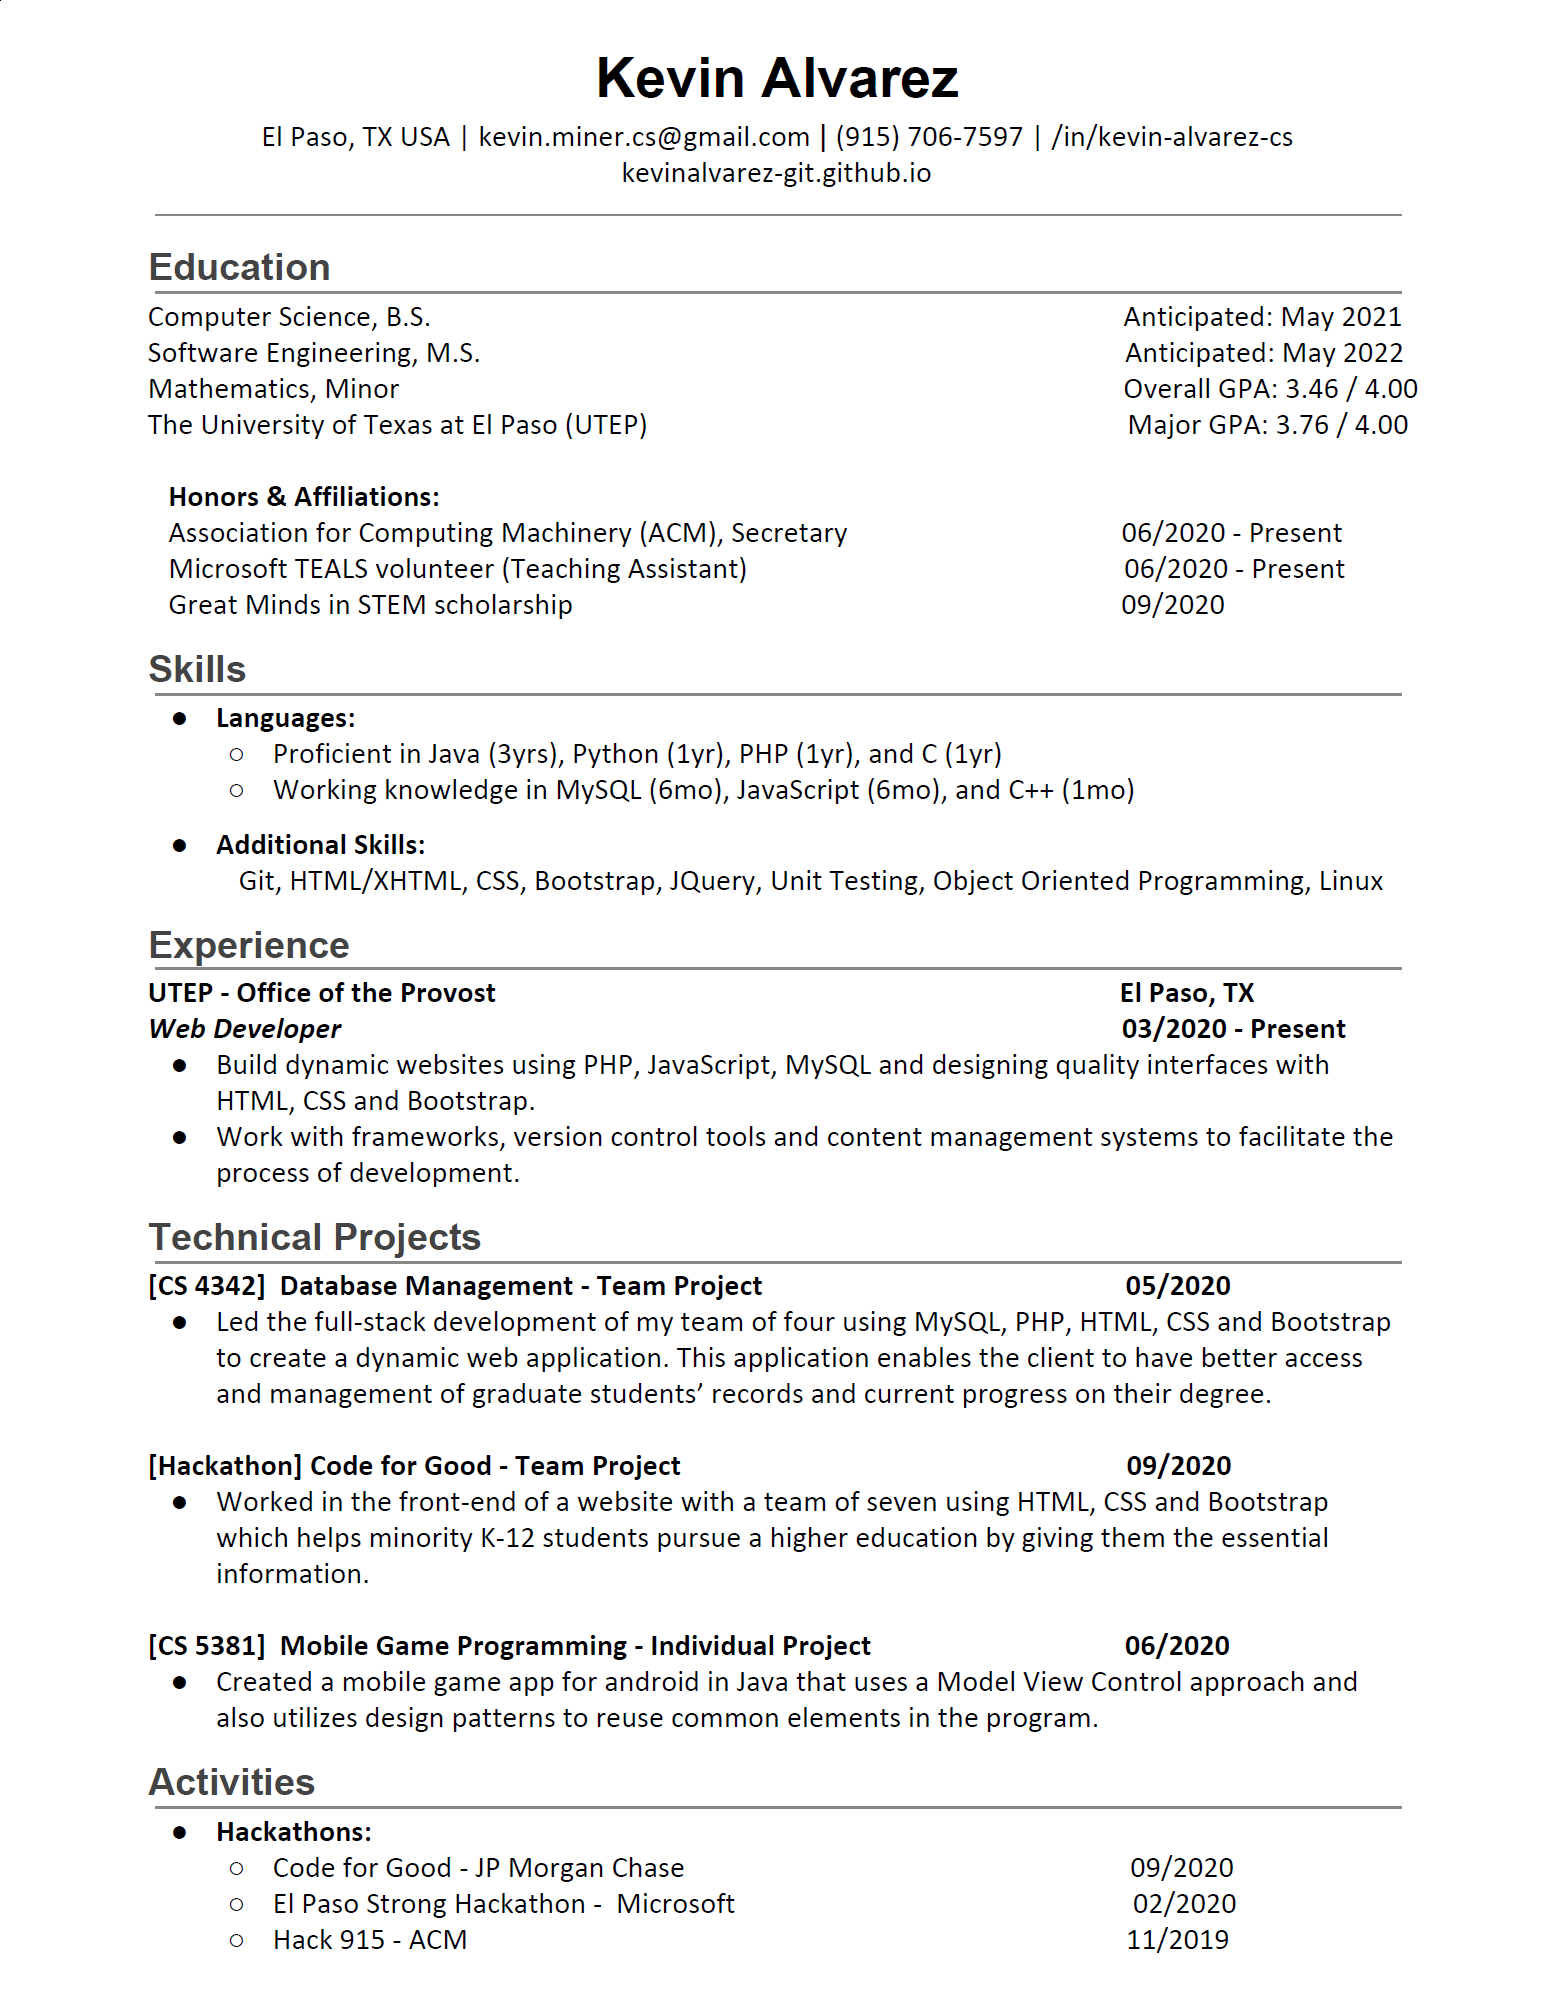 Kevin Alvarez
El Paso, TX USA | kevin.miner.cs@gmail.com | (915) 706-7597 | /in/kevin-alvarez-cs
kevinalvarez-git.github.io
Education
Computer Science, B.S. Anticipated: May 2021
Software Engineering, M.S. Anticipated: May 2022
Mathematics, Minor Overall GPA: 3.46 / 4.00
The University of Texas at El Paso (UTEP) Major GPA: 3.76 / 4.00
Honors & Affiliations:
Association for Computing Machinery (ACM), Secretary 06/2020 - Present
Microsoft TEALS volunteer (Teaching Assistant) 06/2020 - Present
Great Minds in STEM scholarship 09/2020
Skills
● Languages:
○ Proficient in Java (3yrs), Python (1yr), PHP (1yr), and C (1yr)
○ Working knowledge in MySQL (6mo), JavaScript (6mo), and C++ (1mo)
● Additional Skills:
Git, HTML/XHTML, CSS, Bootstrap, JQuery, Unit Testing, Object Oriented Programming, Linux
Experience
UTEP - Office of the Provost El Paso, TX
Web Developer 03/2020 - Present
● Build dynamic websites using PHP, JavaScript, MySQL and designing quality interfaces with
HTML, CSS and Bootstrap.
● Work with frameworks, version control tools and content management systems to facilitate the
process of development.
Technical Projects
[CS 4342] Database Management - Team Project 05/2020
● Led the full-stack development of my team of four using MySQL, PHP, HTML, CSS and Bootstrap
to create a dynamic web application. This application enables the client to have better access
and management of graduate students’ records and current progress on their degree.
[Hackathon] Code for Good - Team Project 09/2020
● Worked in the front-end of a website with a team of seven using HTML, CSS and Bootstrap
which helps minority K-12 students pursue a higher education by giving them the essential
information.
[CS 5381] Mobile Game Programming - Individual Project 06/2020
● Created a mobile game app for android in Java that uses a Model View Control approach and
also utilizes design patterns to reuse common elements in the program.
Activities
● Hackathons:
○ Code for Good - JP Morgan Chase 09/2020
○ El Paso Strong Hackathon - Microsoft 02/2020
○ Hack 915 - ACM 11/2019